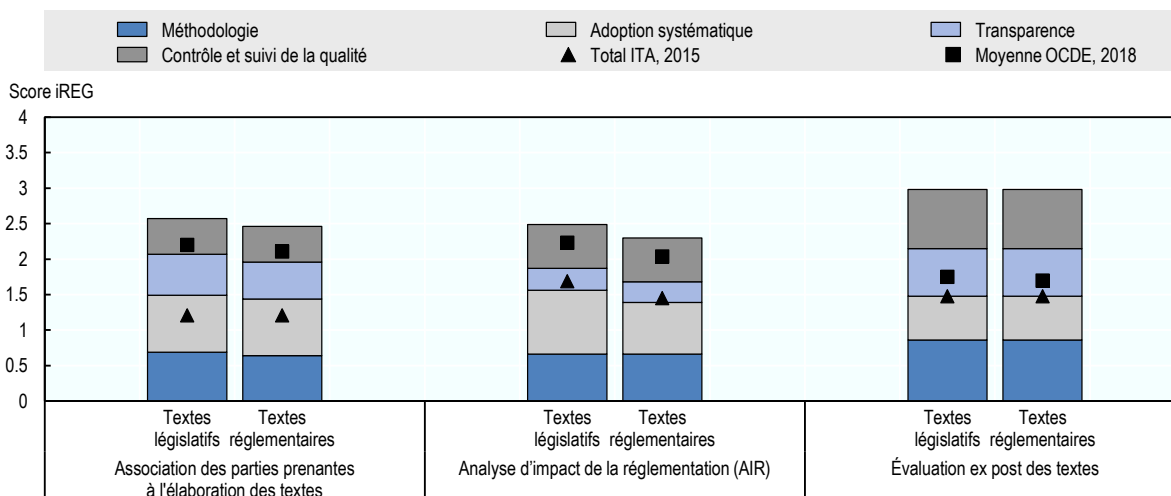 Méthodologie
Adoption systématique
Transparence
Contrôle et suivi de la qualité
Total ITA, 2015
Moyenne OCDE, 2018
Score iREG
4
3.5
3
2.5
2
1.5
1
0.5
0
Textes
législatifs
Textes
réglementaires
Textes
législatifs
Textes
réglementaires
Textes
législatifs
Textes
réglementaires
Association des parties prenantes
à l'élaboration des textes
Analyse d'impact de la réglementation (AIR)
Évaluation ex post des textes